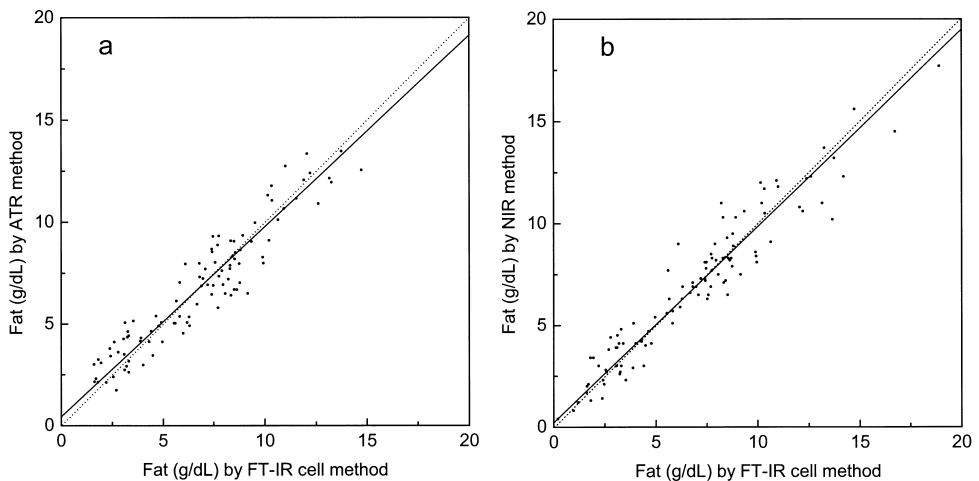 a
20
15
10
5
0
Fat (g/dL) by ATR method
0 5 10 15 20
Fat (g/dL) by FT-IR cell method
b
20
15
10
5
0
Fat (g/dL) by NIR method
0 5 10 15 20
Fat (g/dL) by FT-IR cell method